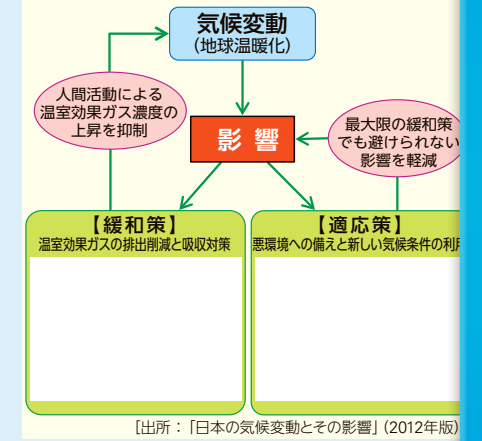 気候変動
(地球温暖化)
人間活動による
温室効果ガス濃度の
上昇を抑制
影響
最大限の緩和策
でも避けられない
影響を軽減
【緩和策】
温室効果ガスの排出削減と吸収対策
【適応策】
悪環境への備えと新しい気候条件の利
[出所:「日本の気候変動とその影響」(2012年版)